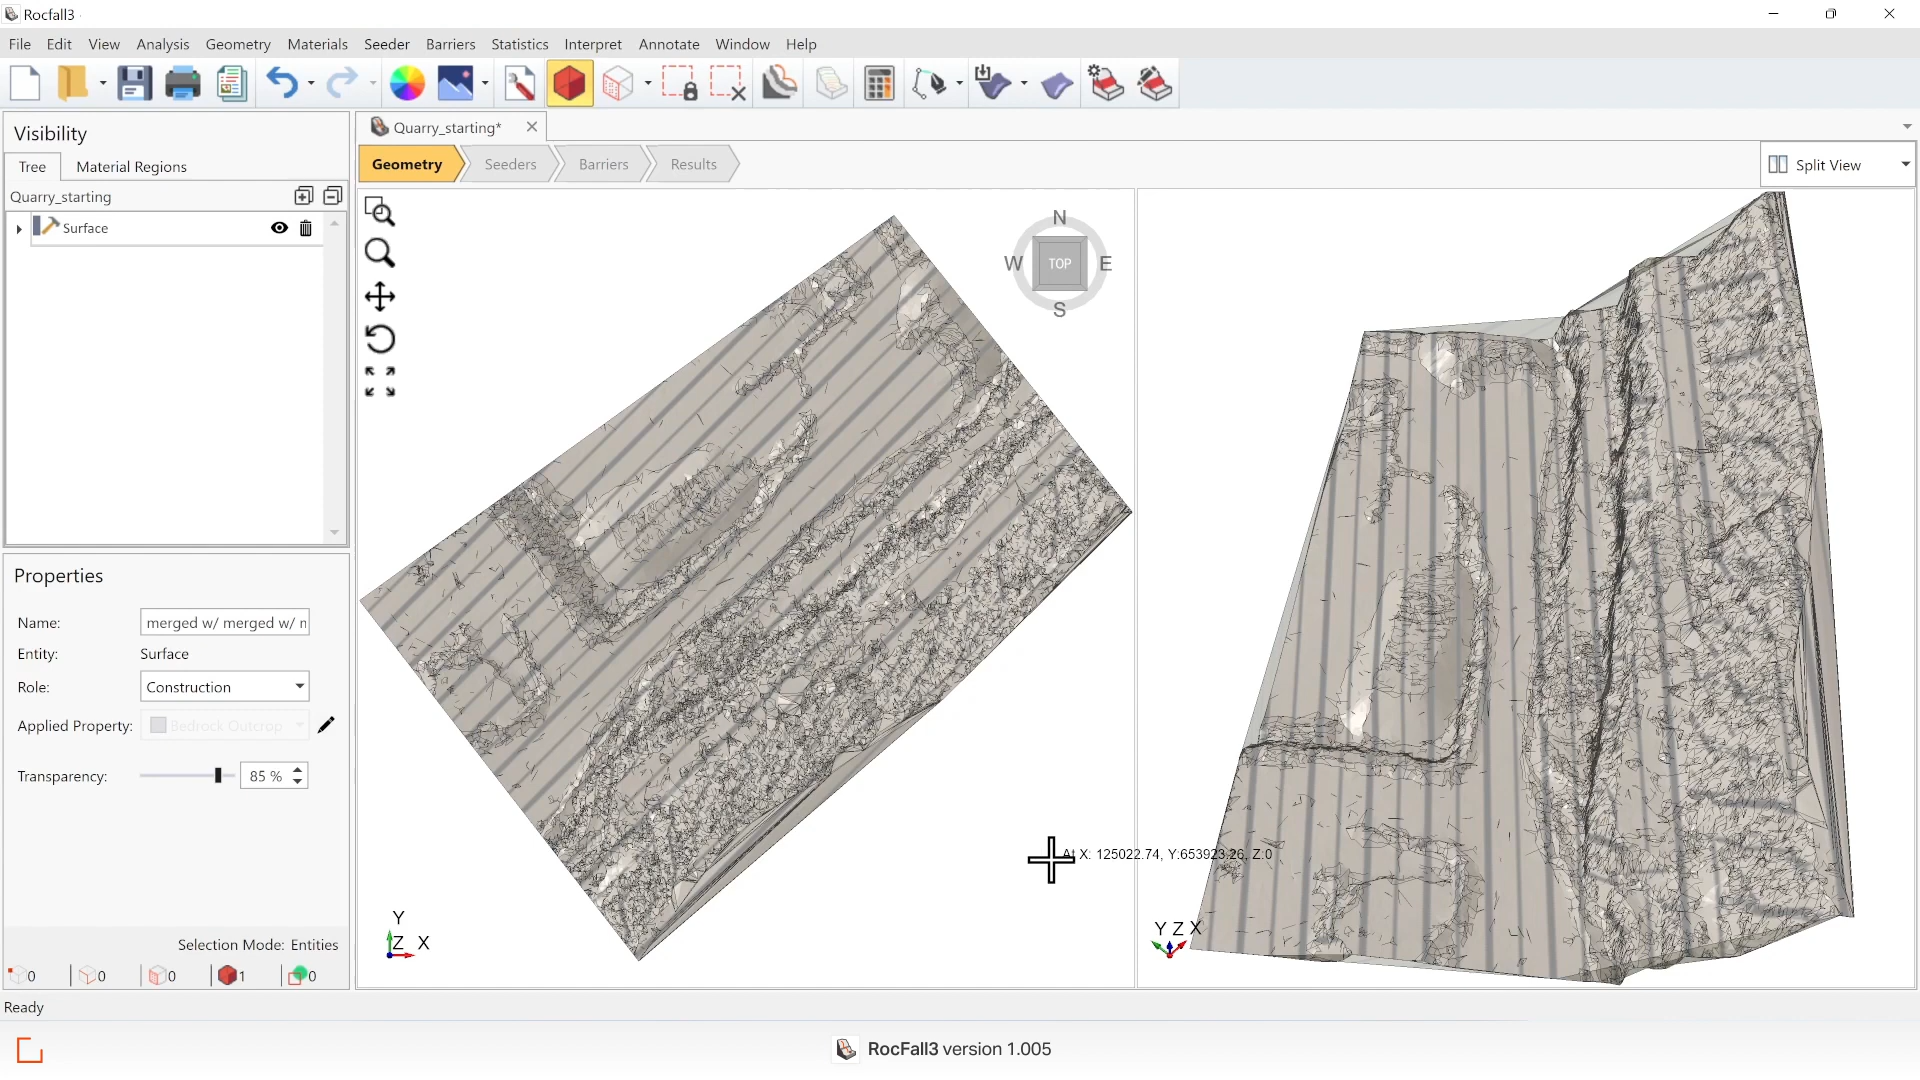 Rocfall3
File Edit View Analysis Geometry Materials Seeder Barriers Statistics Interpret Annotate Window Help
Visibility
Tree Material Regions
Quarry_starting
Surface
Quarry_starting*
Geometry Seeders Barriers Results
Split View
N
W TOP E
S
Properties
Name: merged w/ merged w/ r
Entity: Surface
Role: Construction
Applied Property: Bedrock Outcrop
Transparency: 85 %
At X: 125022.74, Y:653923.26, Z:0
Y
Z X
Y Z X
Selection Mode: Entities
0 0 0 1 0
Ready
RocFall3 version 1.005